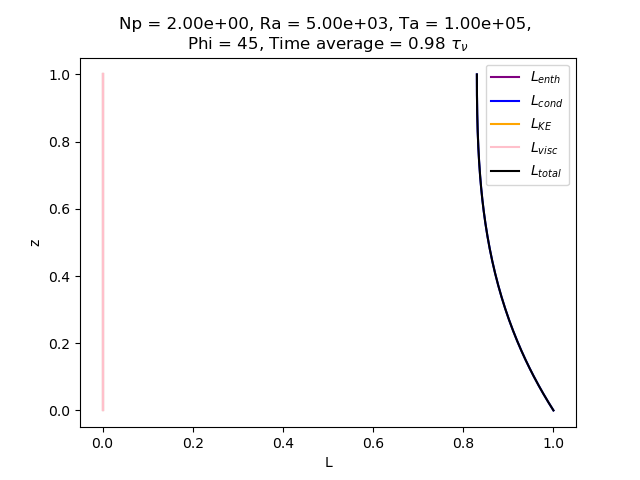 Np = 2.00e+00, Ra = 5.00e+03, Ta = 1.00e+05,
Phi = 45, Time average = 0.98 τ_ν
1.0
0.8
0.6
0.4
0.2
0.0
z
0.0 0.2 0.4 0.6 0.8 1.0
L
L_enth
L_cond
L_KE
L_visc
L_total